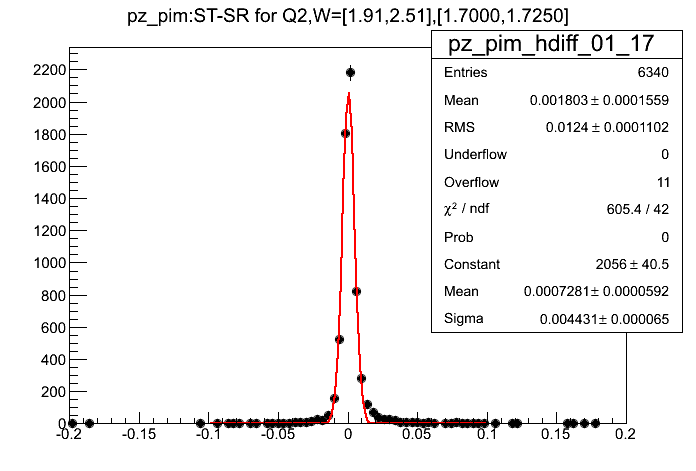 pz_pim:ST-SR for Q2,W=[1.91,2.51],[1.7000,1.7250]
pz_pim_hdiff_01_17
Entries 6340
Mean 0.001803 ± 0.0001559
RMS 0.0124 ± 0.0001102
Underflow 0
Overflow 11
χ² / ndf 605.4 / 42
Prob 0
Constant 2056 ± 40.5
Mean 0.0007281 ± 0.0000592
Sigma 0.004431 ± 0.000065
2200
2000
1800
1600
1400
1200
1000
800
600
400
200
0
-0.2 -0.15 -0.1 -0.05 0 0.05 0.1 0.15 0.2